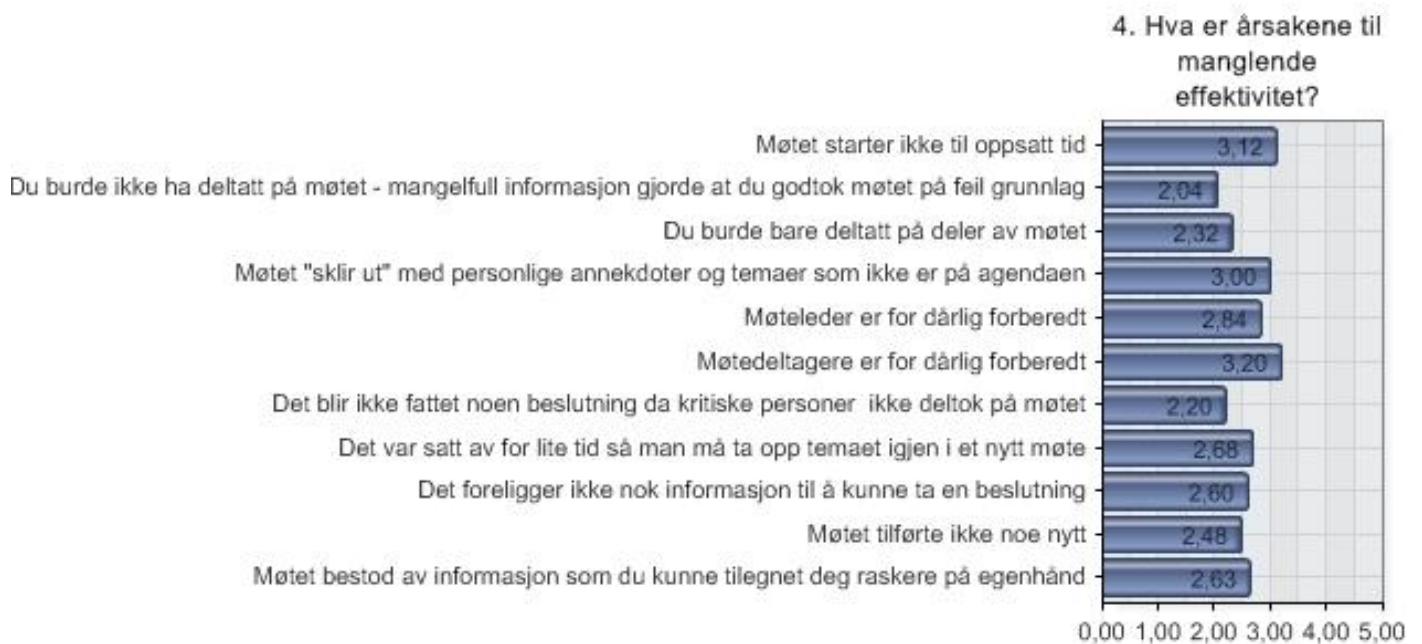 4. Hva er årsakene til
manglende
effektivitet?
Møtet starter ikke til oppsatt tid
3,12
Du burde ikke ha deltatt på møtet - mangelfull informasjon gjorde at du godtok møtet på feil grunnlag
2,04
Du burde bare deltatt på deler av møtet
2,32
Møtet "sklir ut" med personlige annekdoter og temaer som ikke er på agendaen
3,00
Møteleder er for dårlig forberedt
2,84
Møtedeltagere er for dårlig forberedt
3,20
Det blir ikke fattet noen beslutning da kritiske personer ikke deltok på møtet
2,20
Det var satt av for lite tid så man må ta opp temaet igjen i et nytt møte
2,68
Det foreligger ikke nok informasjon til å kunne ta en beslutning
2,60
Møtet tilførte ikke noe nytt
2,48
Møtet bestod av informasjon som du kunne tilegnet deg raskere på egenhånd
2,63
0,00 1,00 2,00 3,00 4,00 5,00